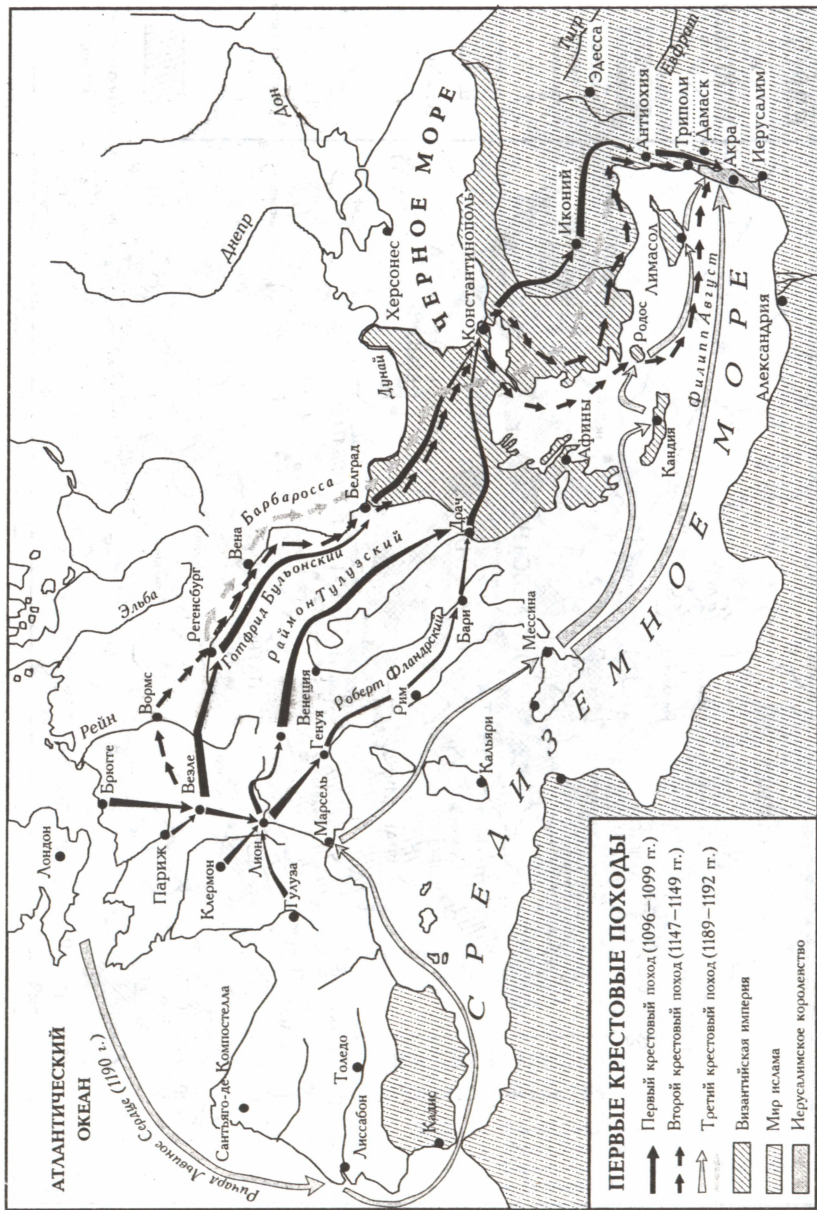 АТЛАНТИЧЕСКИЙ
ОКЕАН
Лондон
Брюгге
Рейн
Эльба
Париж
Везле
Вормс
Регенсбург
Вена
Барбаросса
Клермон
Лион
Тулуза
Марсель
Генуя
Венеция
Готфрид Бульонский
Раймон Тулузский
Роберт Фландрский
Рим
Бари
Драч
Белград
Дунай
Днепр
Дон
Херсонес
ЧЕРНОЕ МОРЕ
Константинополь
Иконий
Тигр
Евфрат
Эдесса
Антиохия
Триполи
Дамаск
Акра
Иерусалим
Лимасол
Родос
Афины
Кандия
Филипп Август
Александрия
Мессина
Кальяри
СРЕДИЗЕМНОЕ МОРЕ
Ричард Львиное Сердце (1190 г.)
Сантьяго-де Компостелла
Толедо
Лиссабон
Кадис
ПЕРВЫЕ КРЕСТОВЫЕ ПОХОДЫ
Первый крестовый поход (1096—1099 гг.)
Второй крестовый поход (1147—1149 гг.)
Третий крестовый поход (1189—1192 гг.)
Византийская империя
Мир ислама
Иерусалимское королевство